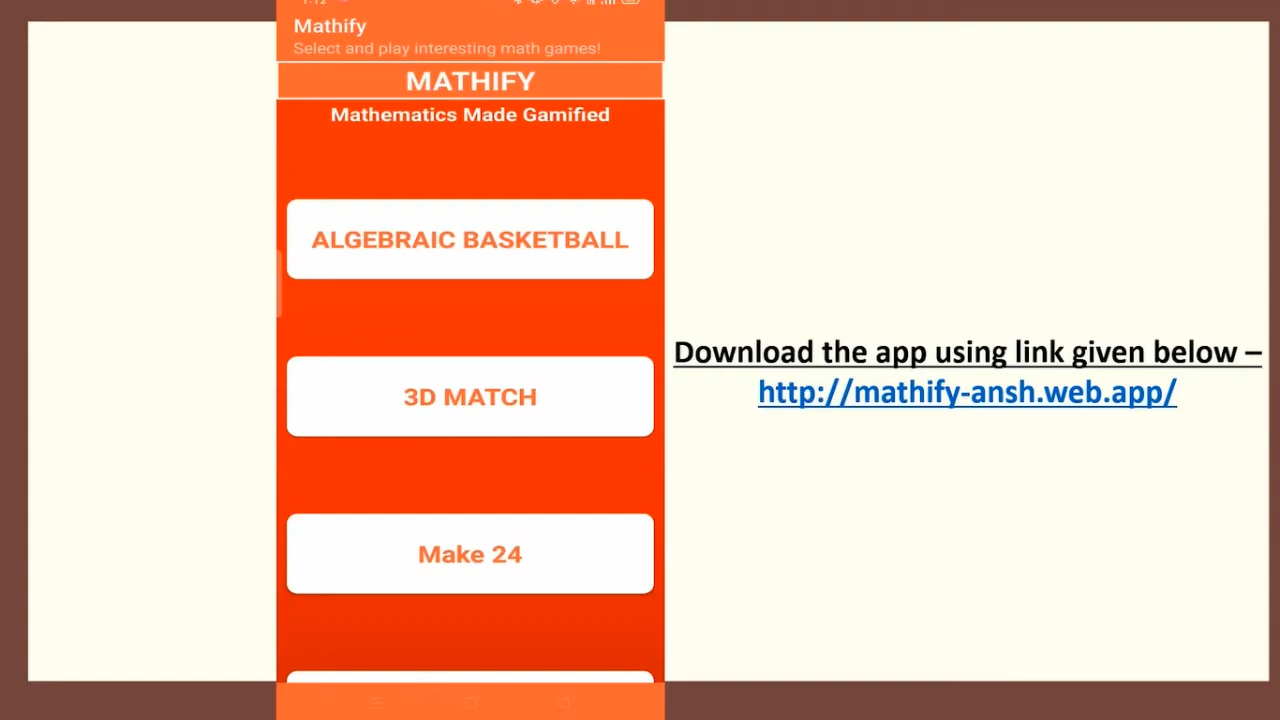 Mathify
Select and play interesting math games!
MATHIFY
Mathematics Made Gamified
ALGEBRAIC BASKETBALL
3D MATCH
Make 24
Download the app using link given below –
http://mathify-ansh.web.app/